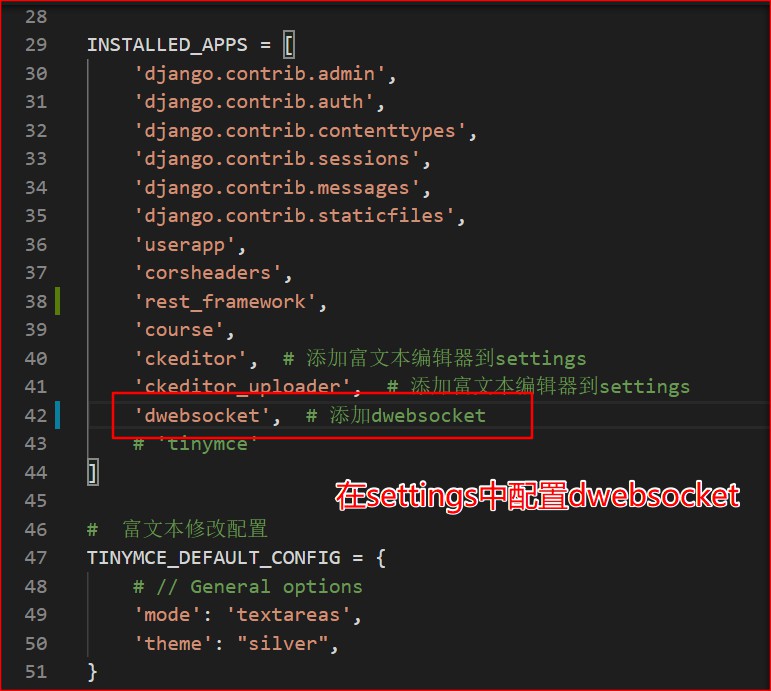 28
29 INSTALLED_APPS = [
30 'django.contrib.admin',
31 'django.contrib.auth',
32 'django.contrib.contenttypes',
33 'django.contrib.sessions',
34 'django.contrib.messages',
35 'django.contrib.staticfiles',
36 'userapp',
37 'corsheaders',
38 'rest_framework',
39 'course',
40 'ckeditor', # 添加富文本编辑器到settings
41 'ckeditor_uploader', # 添加富文本编辑器到settings
42 'dwebsocket', # 添加dwebsocket
43 # 'tinymce'
44 ]
在settings中配置dwebsocket
45
46 # 富文本修改配置
47 TINYMCE_DEFAULT_CONFIG = {
48 # // General options
49 'mode': 'textareas',
50 'theme': "silver",
51 }